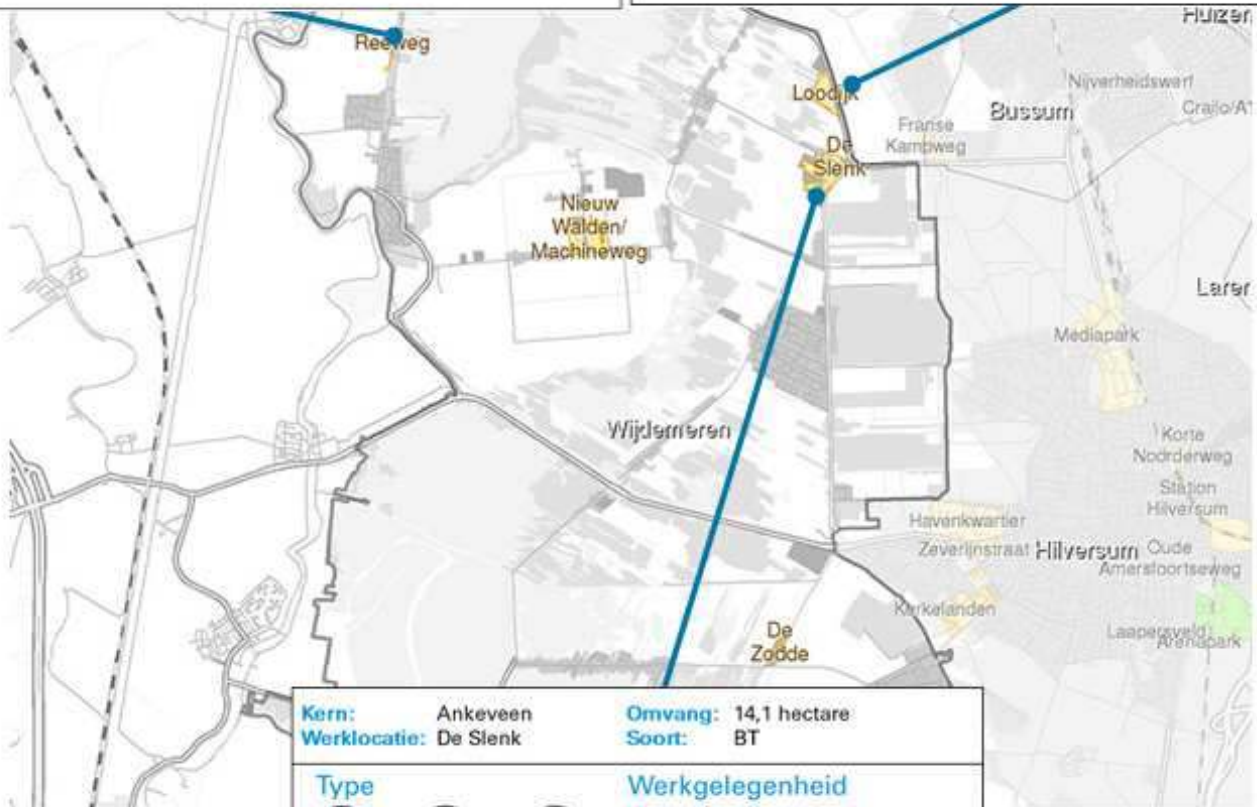 Huizen
Reeweg
Nijverheidswerf
Loodijk
Bussum
Crailo/A1
Franse
Kampweg
De
Slenk
Nieuw
Walden/
Machineweg
Laren
Mediapark
Wijdemeren
Korte
Noorderweg
Station
Hilversum
Havenkwartier
Zeverijnstraat
Hilversum
Oude
Amersfoortseweg
Kerkelanden
De
Zodde
Laapersveld
Arenapark
Kern: Ankeveen Omvang: 14,1 hectare
Werklocatie: De Slenk Soort: BT
Type Werkgelegenheid